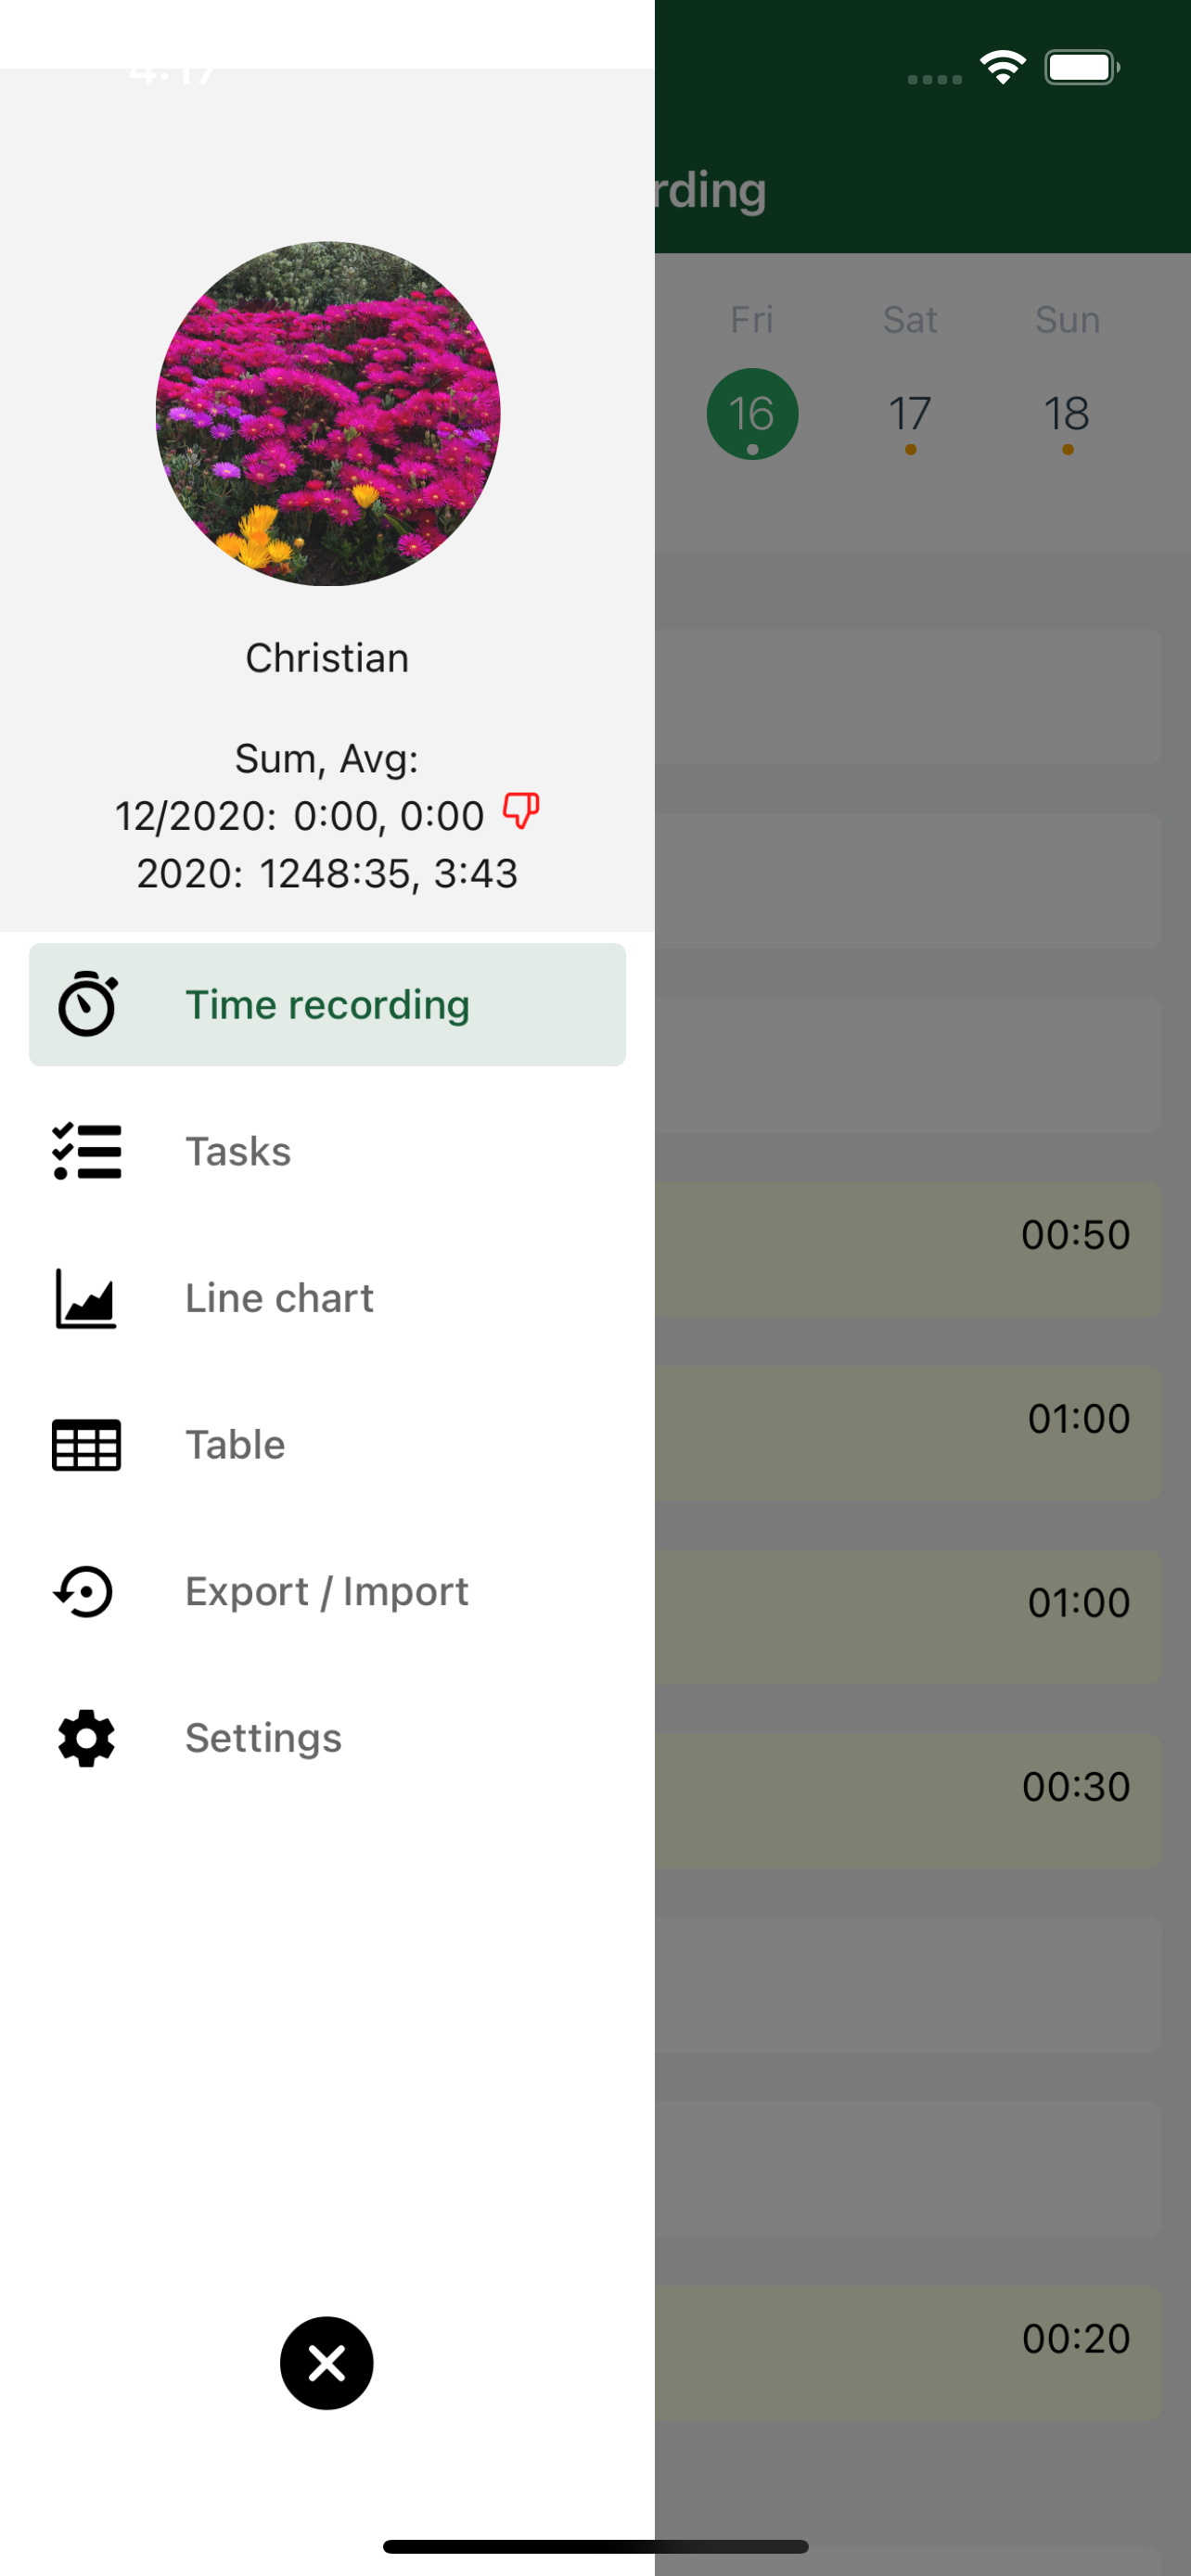 rding
Fri Sat Sun
16 17 18
Christian
Sum, Avg:
12/2020: 0:00, 0:00
2020: 1248:35, 3:43
Time recording
Tasks
00:50
Line chart
01:00
Table
Export / Import
01:00
Settings
00:30
00:20